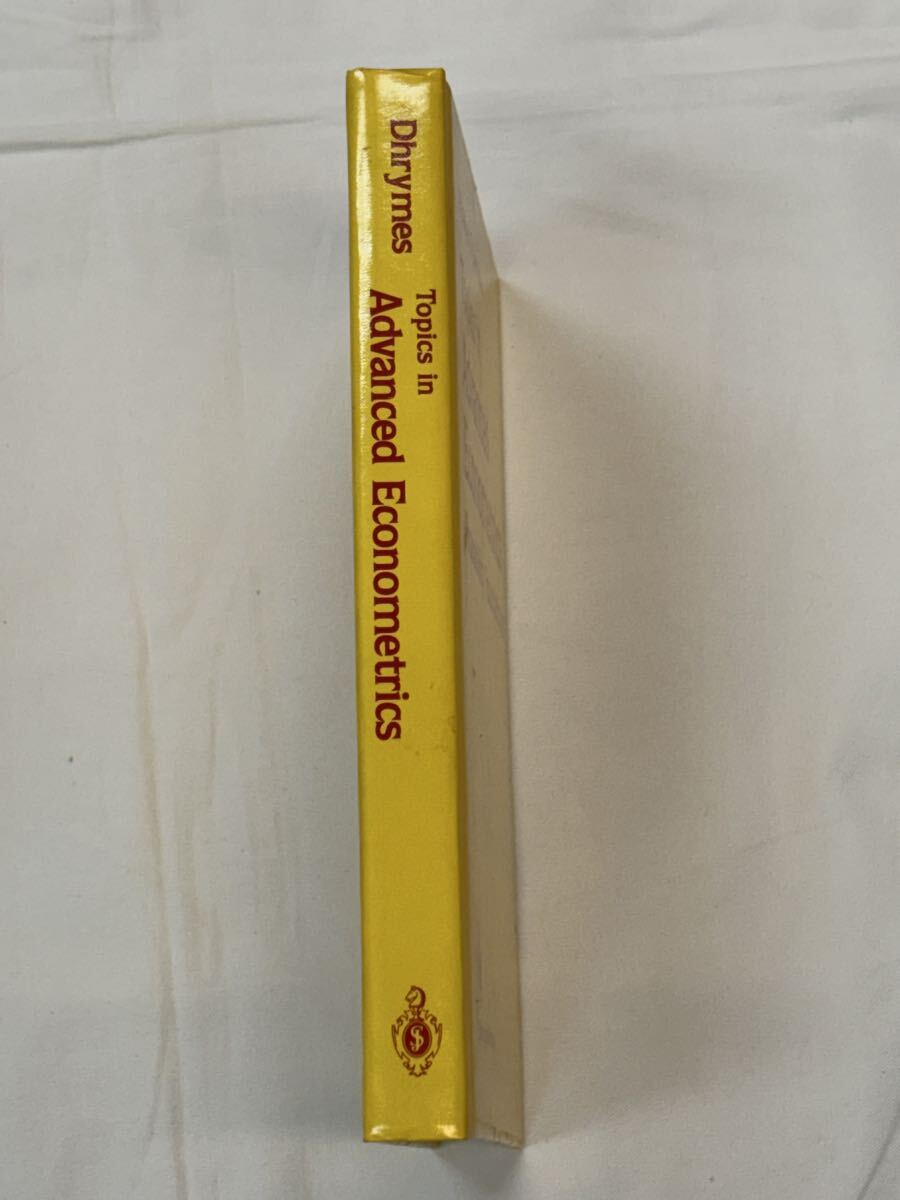 Dhrymes
Topics in
Advanced Econometrics